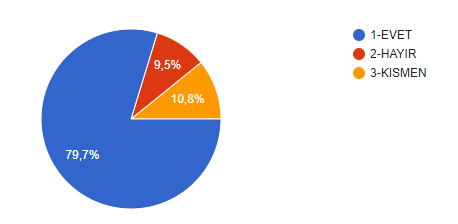 1-EVET
2-HAYIR
3-KISMEN
9,5%
10,8%
79,7%